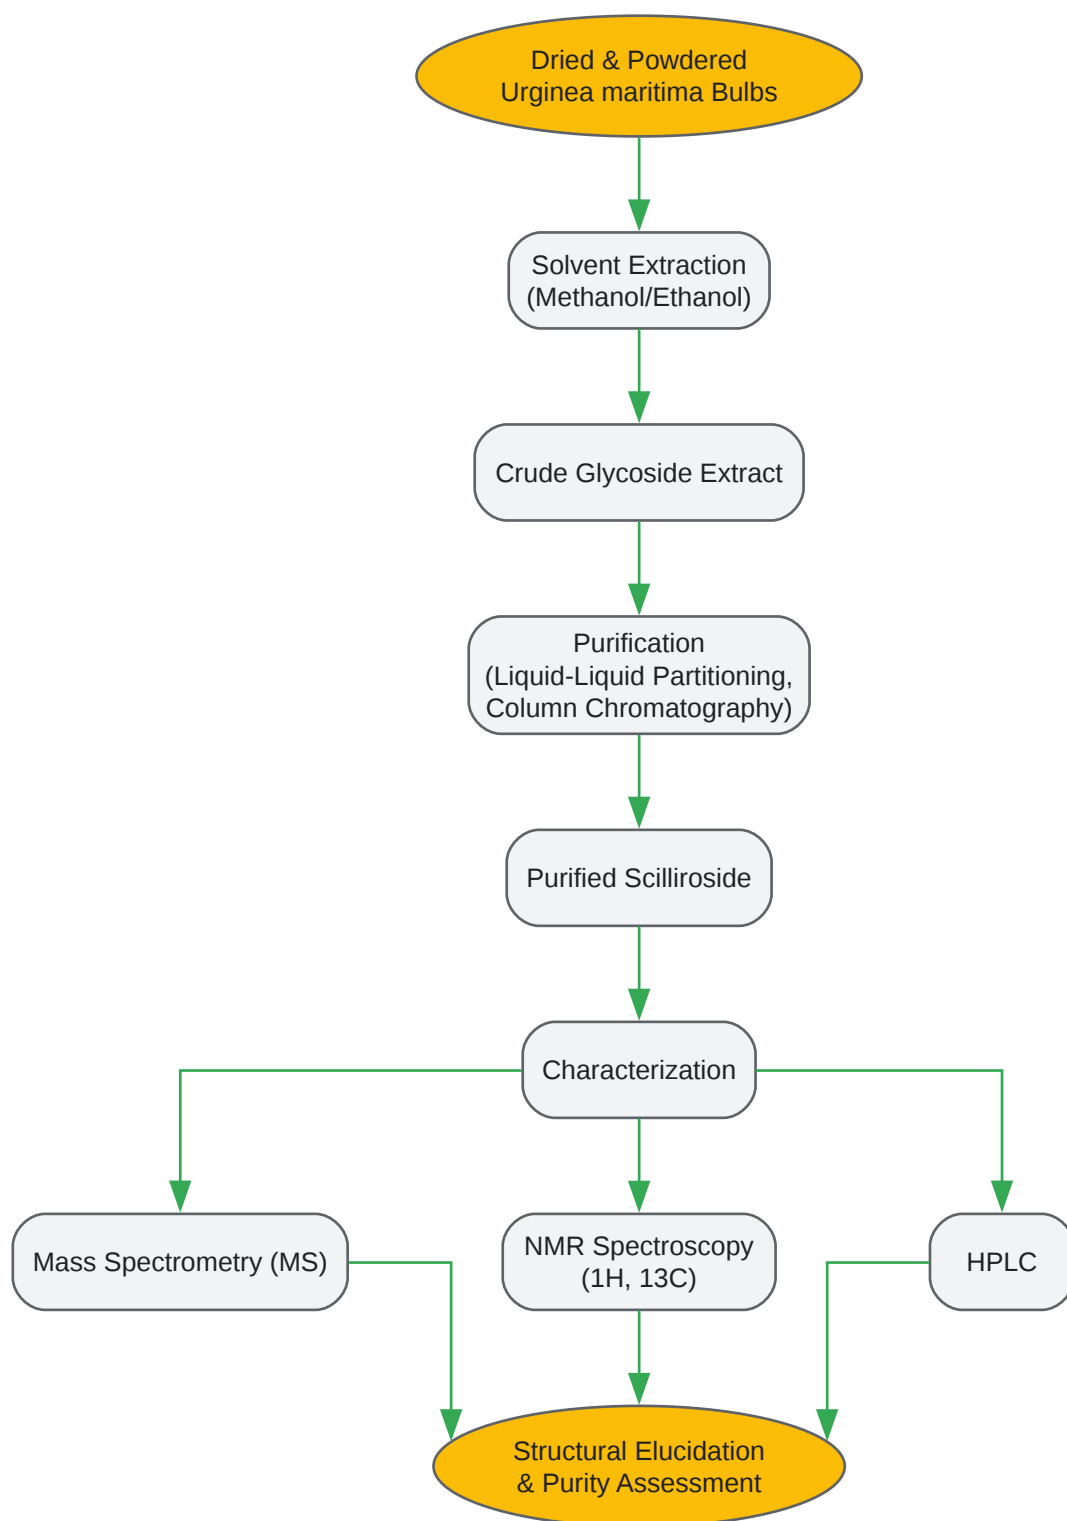 Dried & Powdered
Urginea maritima Bulbs
Solvent Extraction
(Methanol/Ethanol)
Crude Glycoside Extract
Purification
(Liquid-Liquid Partitioning,
Column Chromatography)
Purified Scilliroside
Characterization
Mass Spectrometry (MS)
NMR Spectroscopy
(1H, 13C)
HPLC
Structural Elucidation
& Purity Assessment